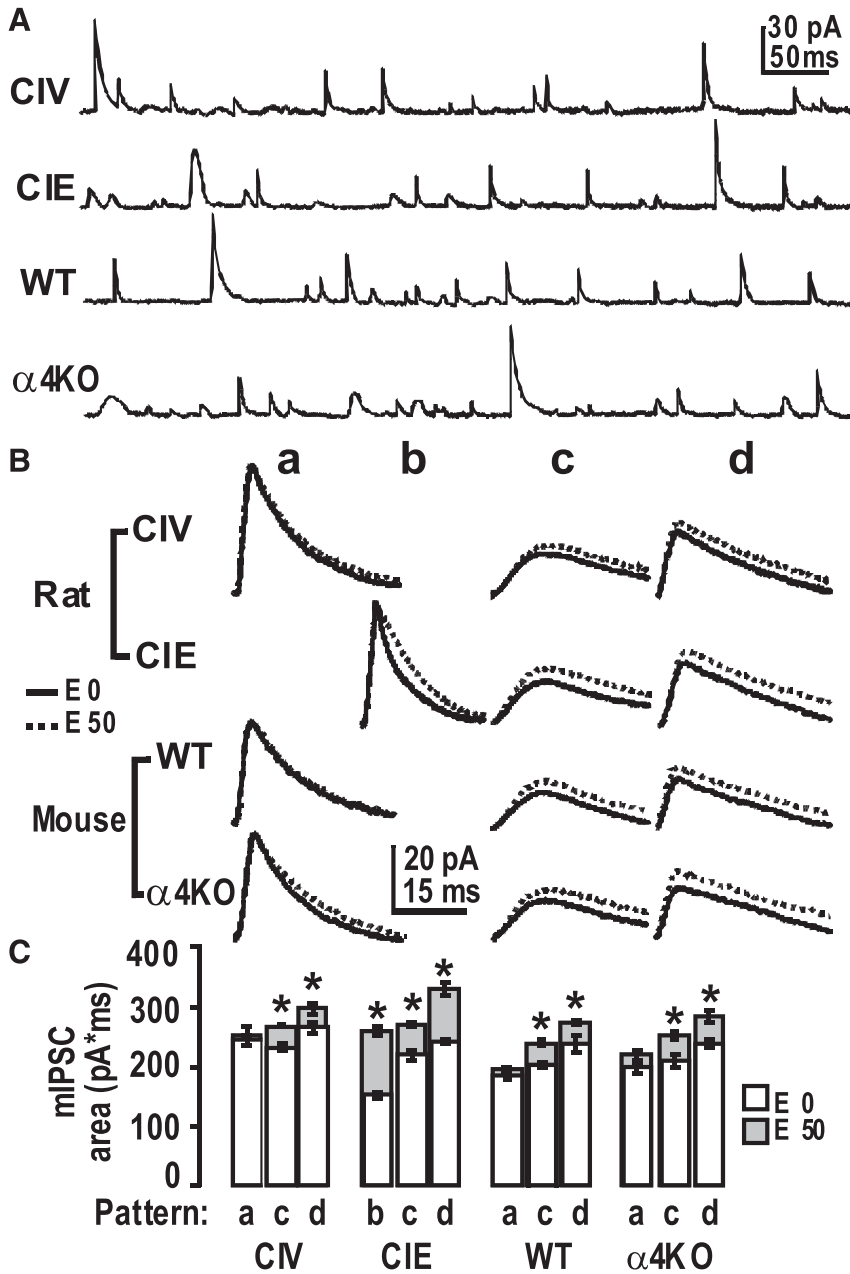 A
30 pA
50ms
CIV
CIE
WT
α4KO
B
a b c d
CIV
Rat
CIE
E 0
E 50
WT
Mouse
α4KO
20 pA
15 ms
C
mIPSC
area (pA*ms)
400
300
200
100
0
* * * * * * * * *
E 0
E 50
Pattern: a c d b c d a c d a c d
CIV CIE WT α4KO